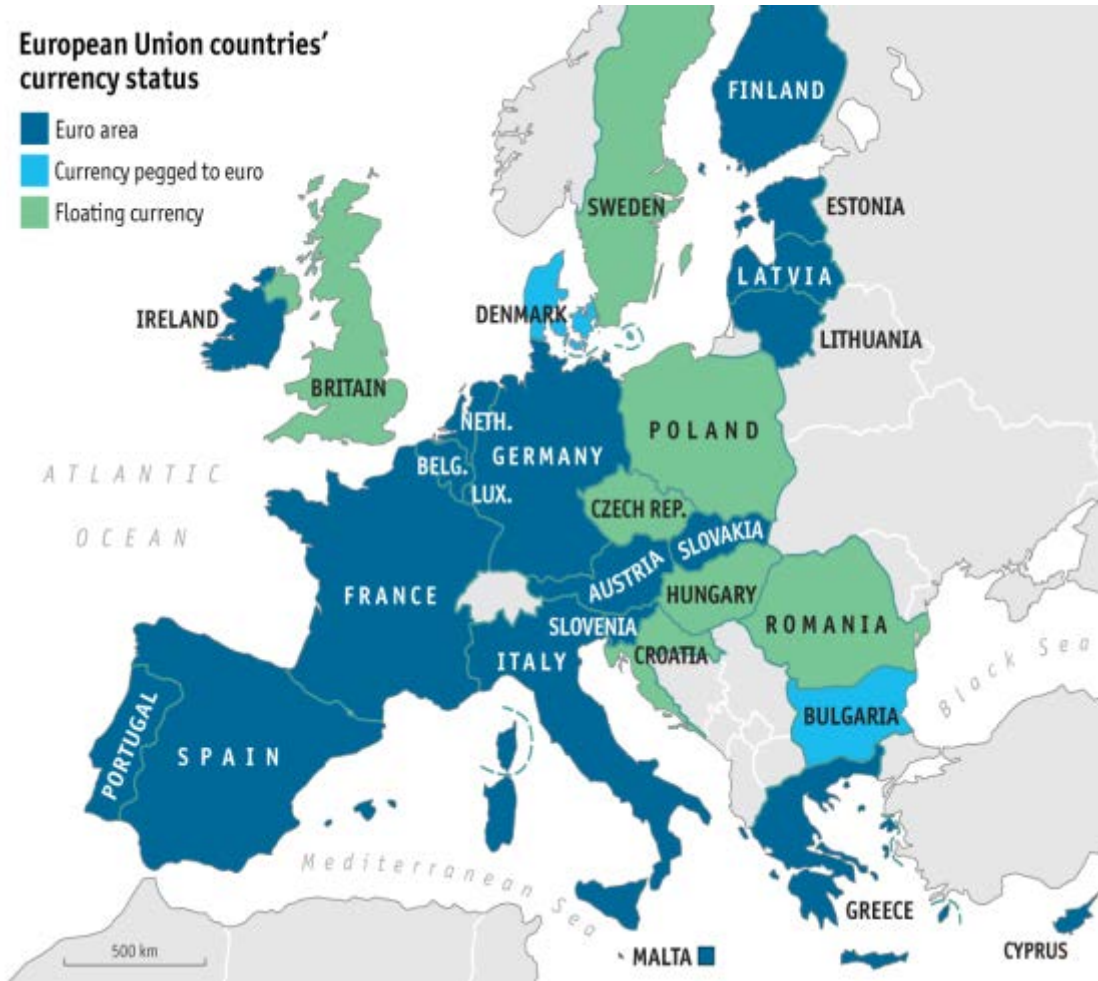 European Union countries’
currency status
Euro area
Currency pegged to euro
Floating currency
FINLAND
SWEDEN
ESTONIA
LATVIA
LITHUANIA
DENMARK
IRELAND
BRITAIN
NETH.
BELG.
LUX.
GERMANY
POLAND
CZECH REP.
SLOVAKIA
AUSTRIA
HUNGARY
ATLANTIC
OCEAN
FRANCE
SLOVENIA
ITALY
CROATIA
ROMANIA
BULGARIA
Black Sea
PORTUGAL
SPAIN
Mediterranean Sea
GREECE
MALTA
CYPRUS
500 km